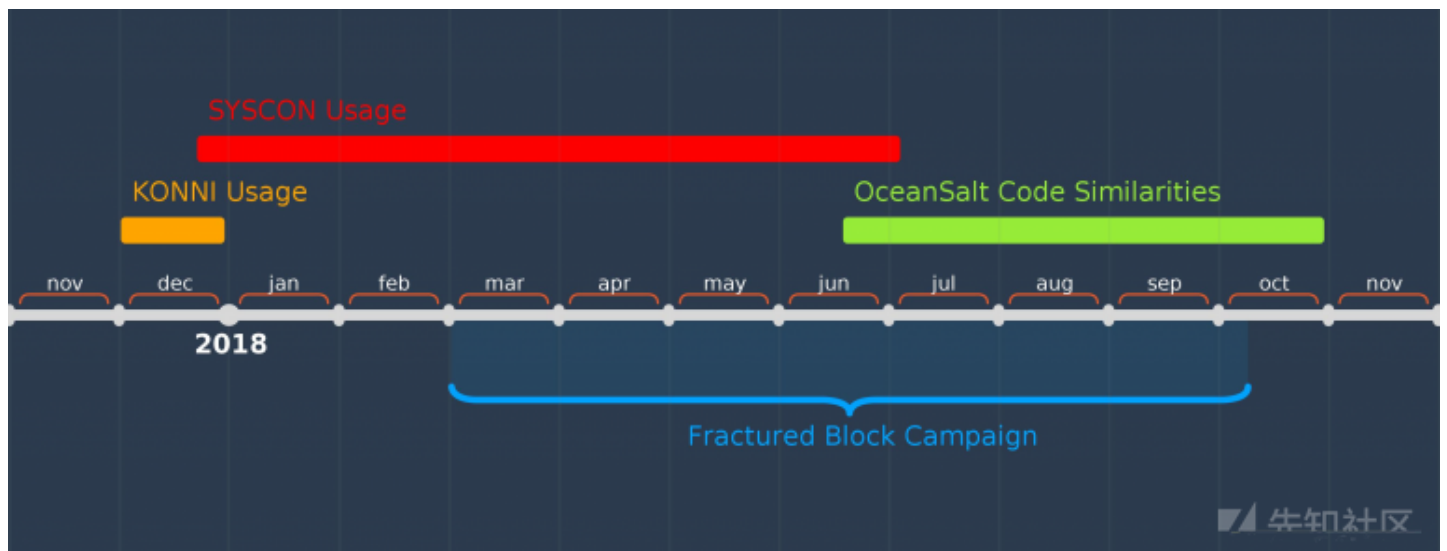 SYSCON Usage
KONNI Usage
OceanSalt Code Similarities
nov dec jan feb mar apr may jun jul aug sep oct nov
2018
Fractured Block Campaign
先知社区